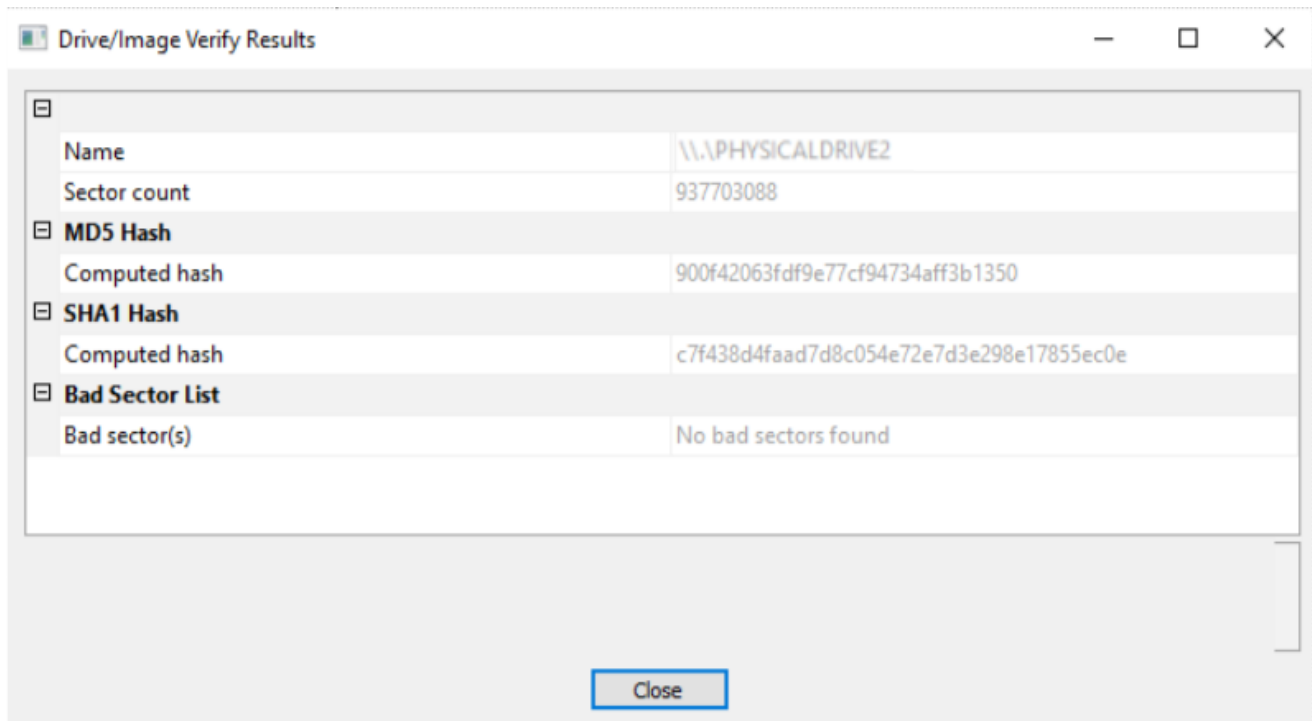 Drive/Image Verify Results
Name \\.\PHYSICALDRIVE2
Sector count 937703088
MD5 Hash
Computed hash 900f42063fdf9e77cf94734aff3b1350
SHA1 Hash
Computed hash c7f438d4faad7d8c054e72e7d3e298e17855ec0e
Bad Sector List
Bad sector(s) No bad sectors found
Close